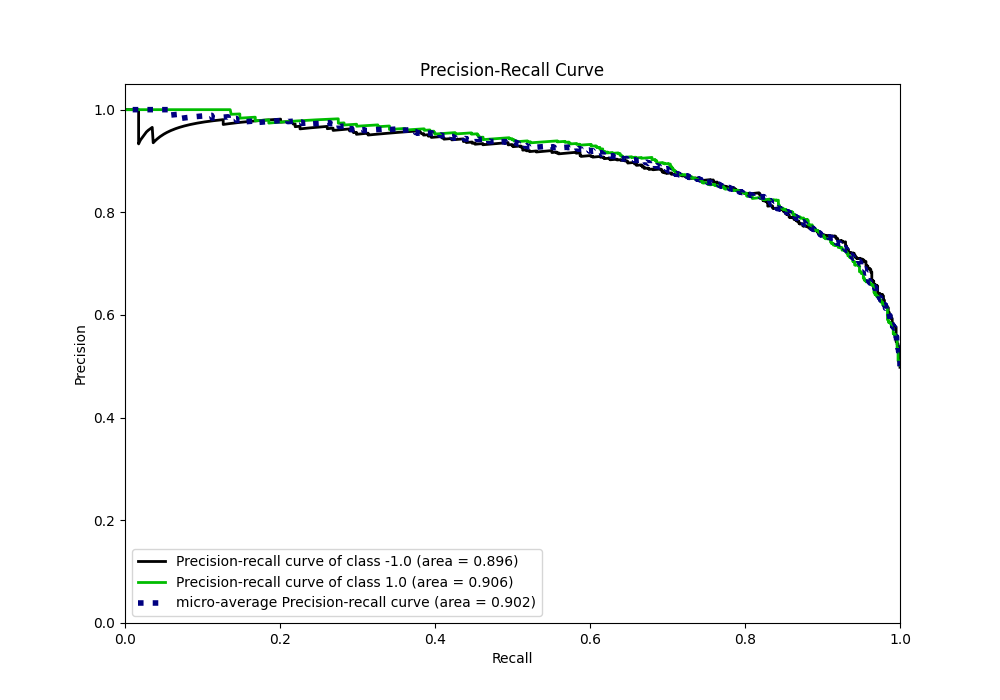 Precision-Recall Curve
1.0
0.8
0.6
0.4
0.2
0.0
Precision
Precision-recall curve of class -1.0 (area = 0.896)
Precision-recall curve of class 1.0 (area = 0.906)
micro-average Precision-recall curve (area = 0.902)
0.0 0.2 0.4 0.6 0.8 1.0
Recall